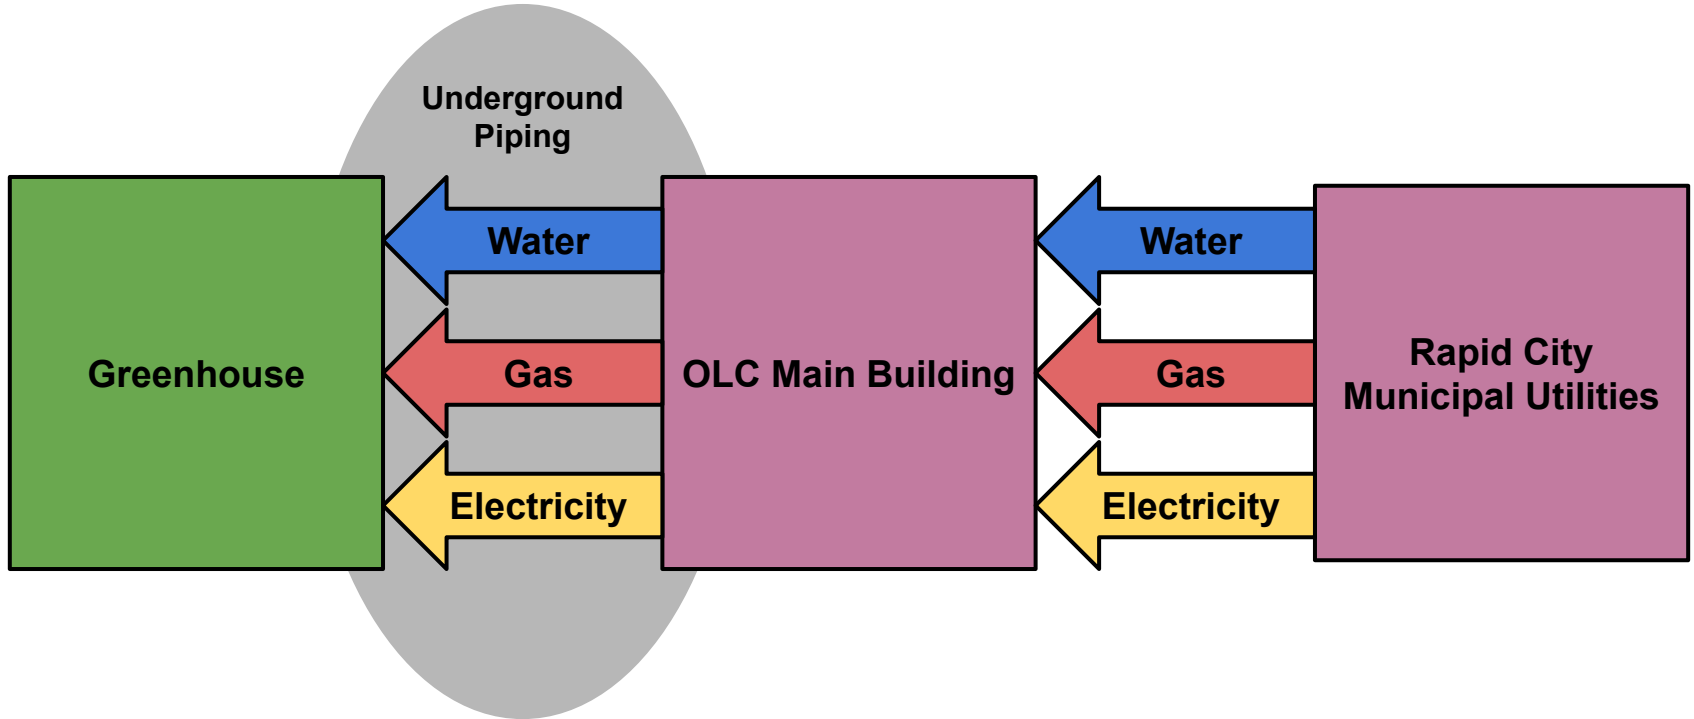 Underground
Piping
Greenhouse
Water
Gas
Electricity
OLC Main Building
Water
Gas
Electricity
Rapid City
Municipal Utilities